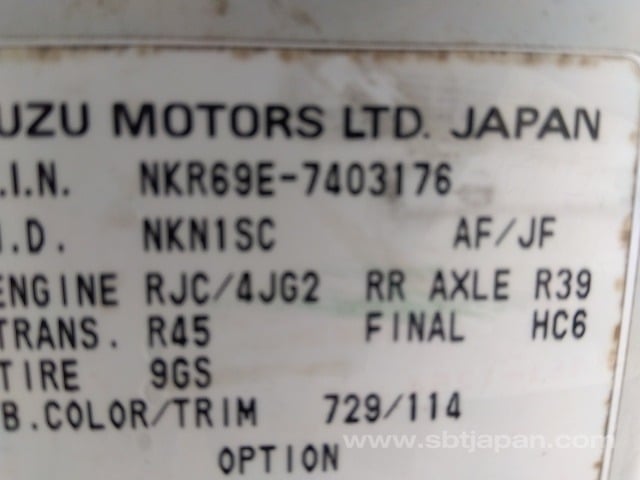 UZU MOTORS LTD. JAPAN
.I.N. NKR69E-7403176
I.D. NKN1SC AF/JF
ENGINE RJC/4JG2 RR AXLE R39
TRANS. R45 FINAL HC6
TIRE 9GS
B.COLOR/TRIM 729/114
www.sbtjapan.com
OPTION